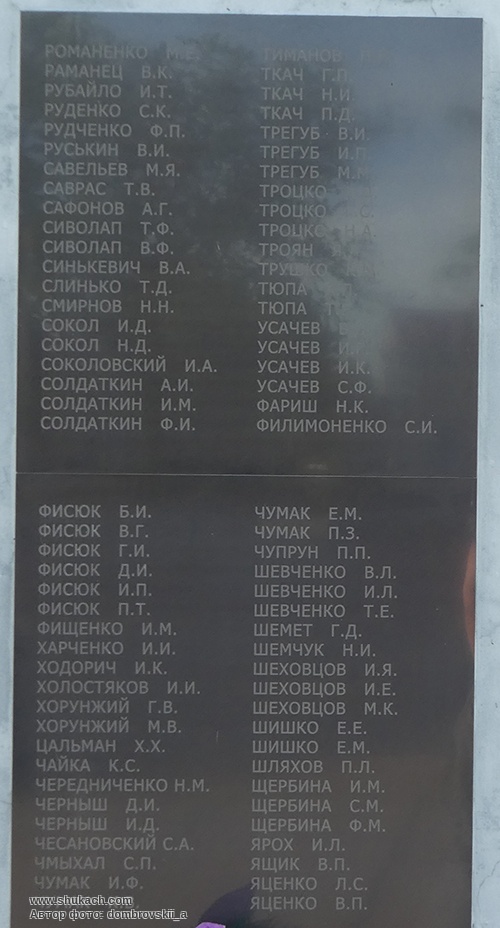 РОМАНЕНКО М.Е.
РАМАНЕЦ В.К.
РУБАЙЛО И.Т.
РУДЕНКО С.К.
РУДЧЕНКО Ф.П.
РУСЬКИН В.И.
САВЕЛЬЕВ М.Я.
САВРАС Т.В.
САФОНОВ А.Г.
СИВОЛАП Т.Ф.
СИВОЛАП В.Ф.
СИНЬКЕВИЧ В.А.
СЛИНЬКО Т.Д.
СМИРНОВ Н.Н.
СОКОЛ И.Д.
СОКОЛ Н.Д.
СОКОЛОВСКИЙ И.А.
СОЛДАТКИН А.И.
СОЛДАТКИН И.М.
СОЛДАТКИН Ф.И.
ТИМАНОВ
ТКАЧ Г.П.
ТКАЧ Н.И.
ТКАЧ П.Д.
ТРЕГУБ В.И.
ТРЕГУБ
ТРЕГУБ
ТРОЦКО
ТРОЦКО
ТРОЦКО Н.А.
ТРОЯН
ТРУШКО
ТЮПА
ТЮПА
УСАЧЕВ
УСАЧЕВ
УСАЧЕВ И.К.
УСАЧЕВ С.Ф.
ФАРИШ Н.К.
ФИЛИМОНЕНКО С.И.
ФИСЮК Б.И.
ФИСЮК В.Г.
ФИСЮК Г.И.
ФИСЮК Д.И.
ФИСЮК И.П.
ФИСЮК П.Т.
ФИЩЕНКО И.М.
ХАРЧЕНКО И.И.
ХОДОРИЧ И.К.
ХОЛОСТЯКОВ И.И.
ХОРУНЖИЙ Г.В.
ХОРУНЖИЙ М.В.
ЦАЛЬМАН Х.Х.
ЧАЙКА К.С.
ЧЕРЕДНИЧЕНКО Н.М.
ЧЕРНЫШ Д.И.
ЧЕРНЫШ И.Д.
ЧЕСАНОВСКИЙ С.А.
ЧМЫХАЛ С.П.
ЧУМАК И.Ф.
ЧУМАК Е.М.
ЧУМАК П.З.
ЧУПРУН П.П.
ШЕВЧЕНКО В.Л.
ШЕВЧЕНКО И.Л.
ШЕВЧЕНКО Т.Е.
ШЕМЕТ Г.Д.
ШЕМЧУК Н.И.
ШЕХОВЦОВ И.Я.
ШЕХОВЦОВ И.Е.
ШЕХОВЦОВ М.К.
ШИШКО Е.Е.
ШИШКО Е.М.
ШЛЯХОВ П.Л.
ЩЕРБИНА И.М.
ЩЕРБИНА С.М.
ЩЕРБИНА Ф.М.
ЯРОХ И.Л.
ЯЩИК В.П.
ЯЦЕНКО Л.С.
ЯЦЕНКО В.П.
www.shukach.com
Автор фото: dombrovskii_a